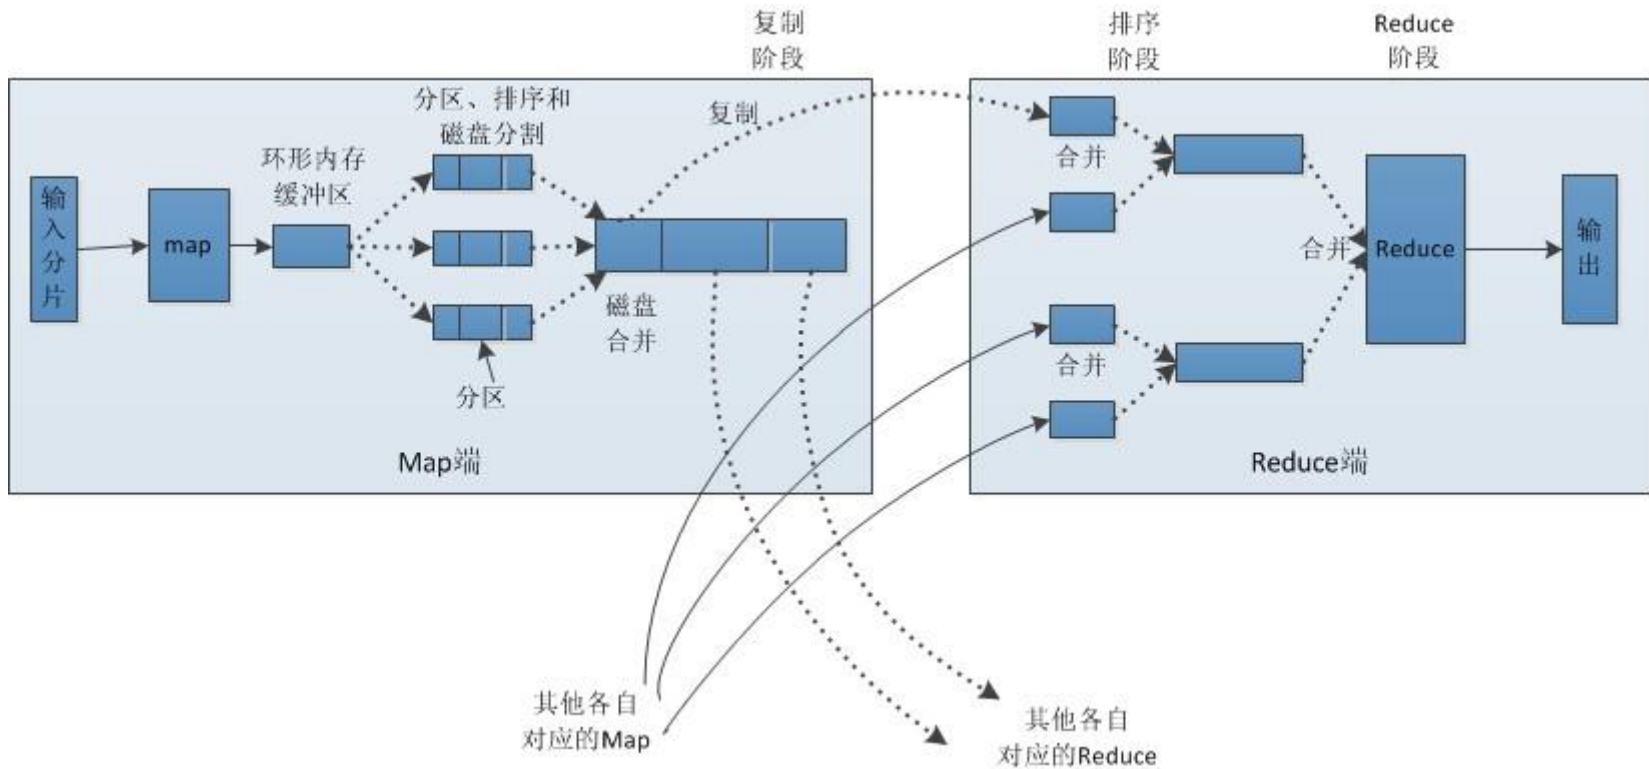 复制
阶段
排序
阶段
Reduce
阶段
分区、排序和
磁盘分割
复制
环形内存
缓冲区
输入分片
map
磁盘
合并
分区
Map端
合并
合并
合并
Reduce
输出
Reduce端
其他各自
对应的Map
其他各自
对应的Reduce